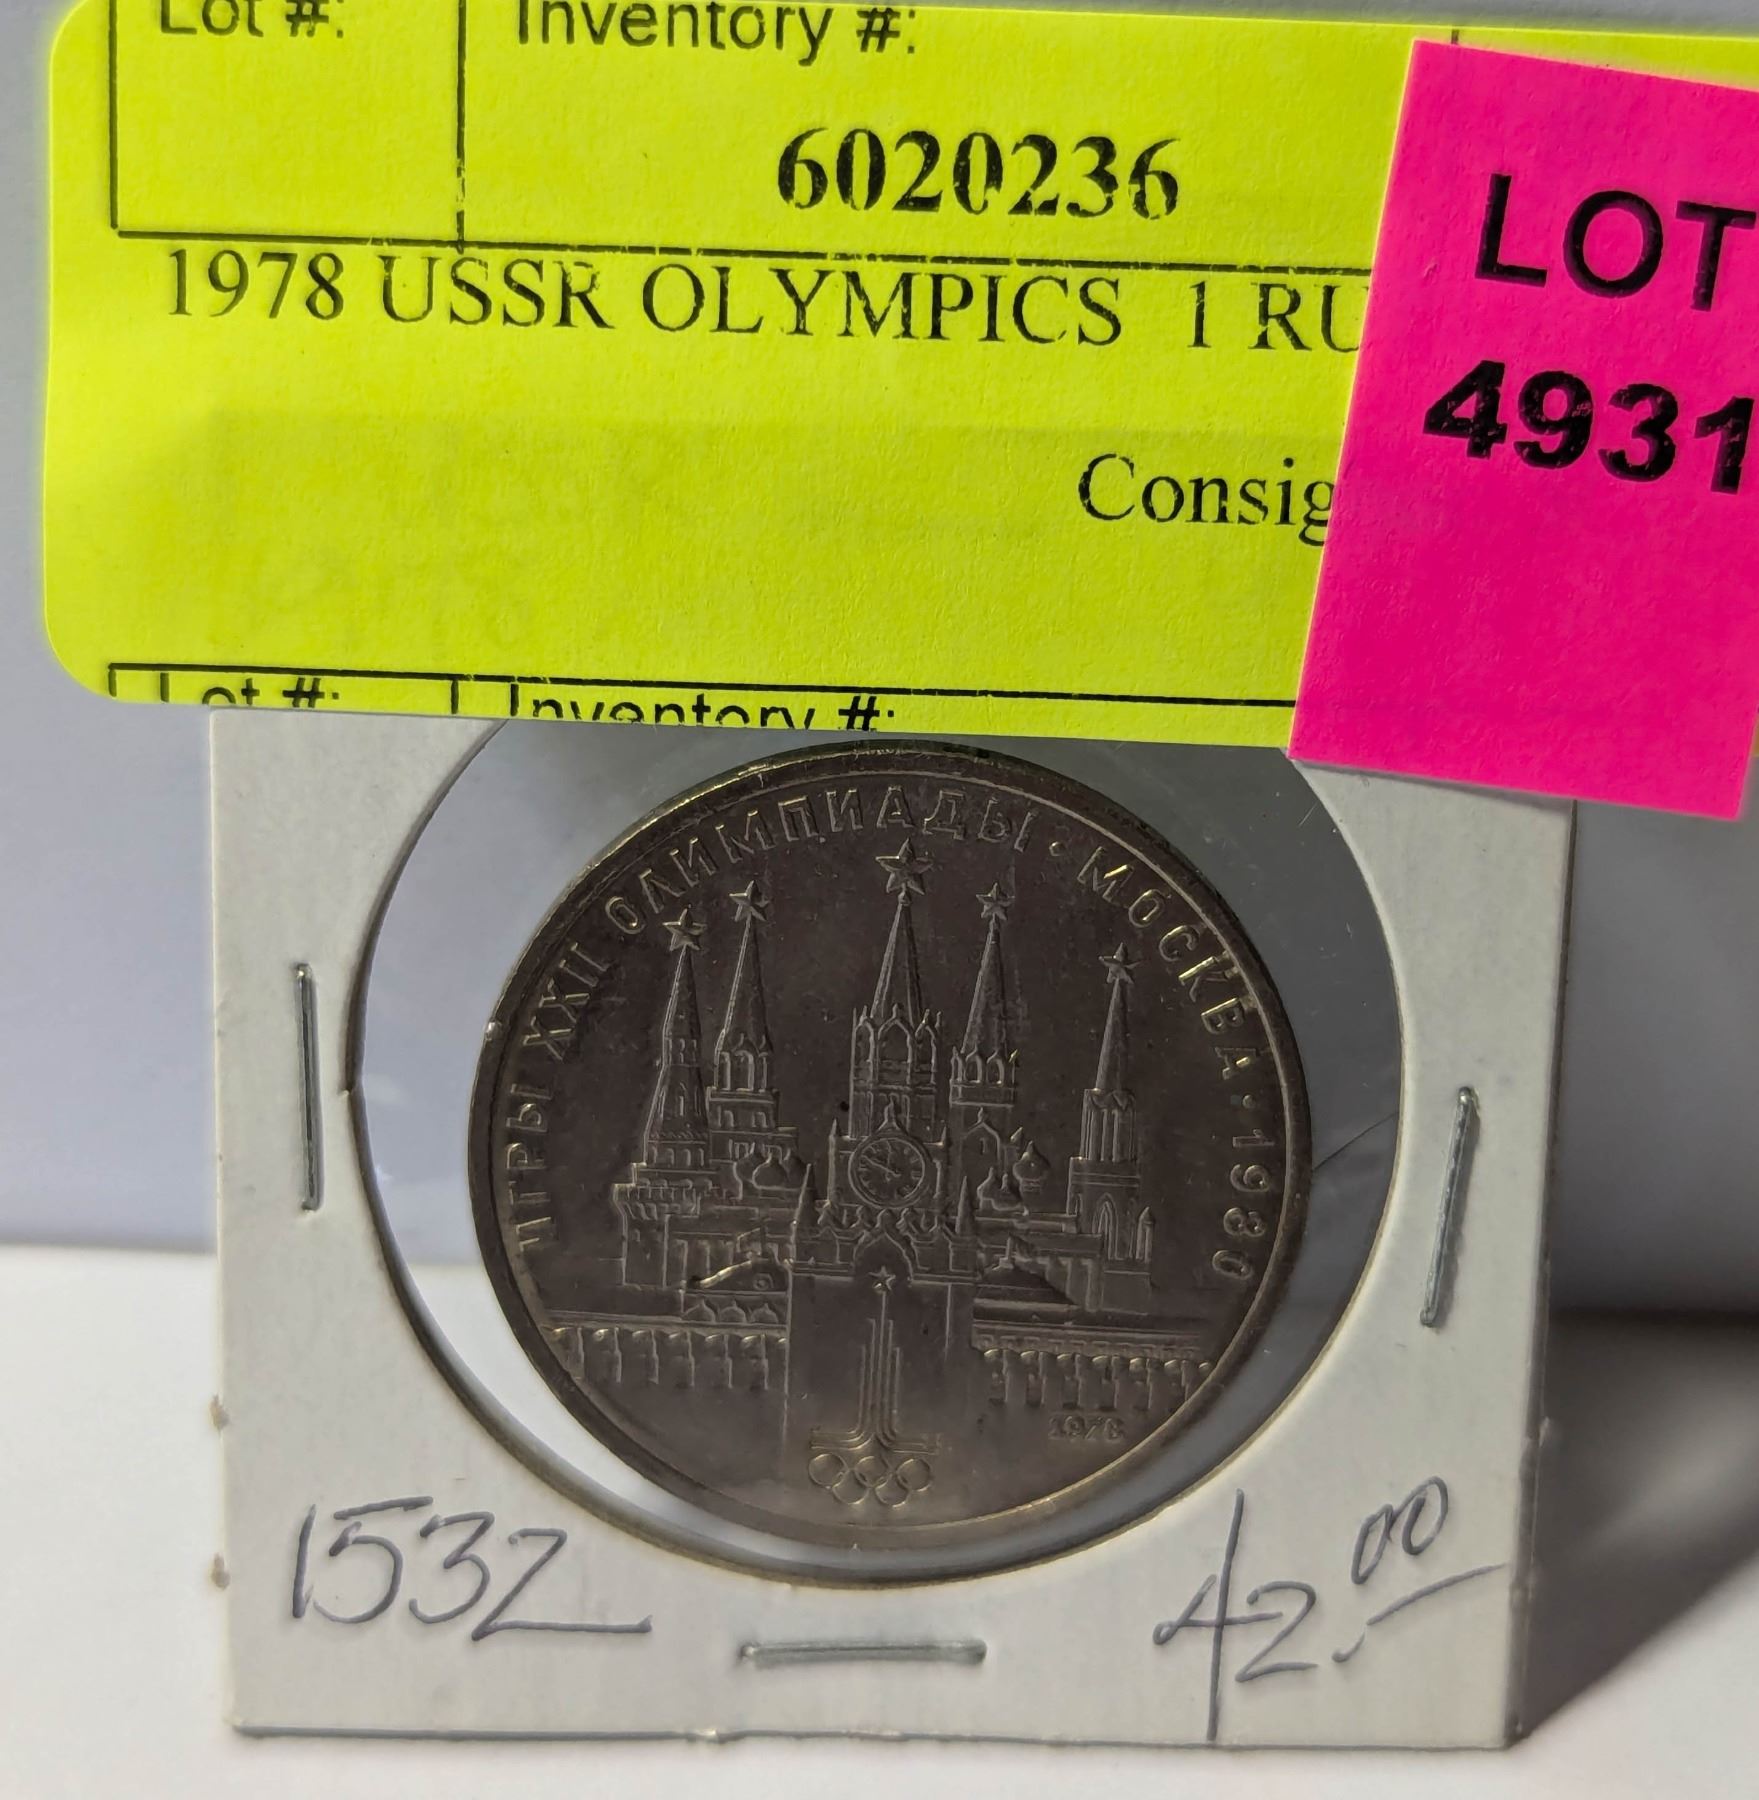 Lot #:
Inventory #:
6020236
1978 USSR OLYMPICS 1 RU
Consig
LOT
4931
Lot #:
Inventory #:
ИГРЫ XXII ОЛИМПИАДЫ · МОСКВА · 1980
1978
1532
42.00